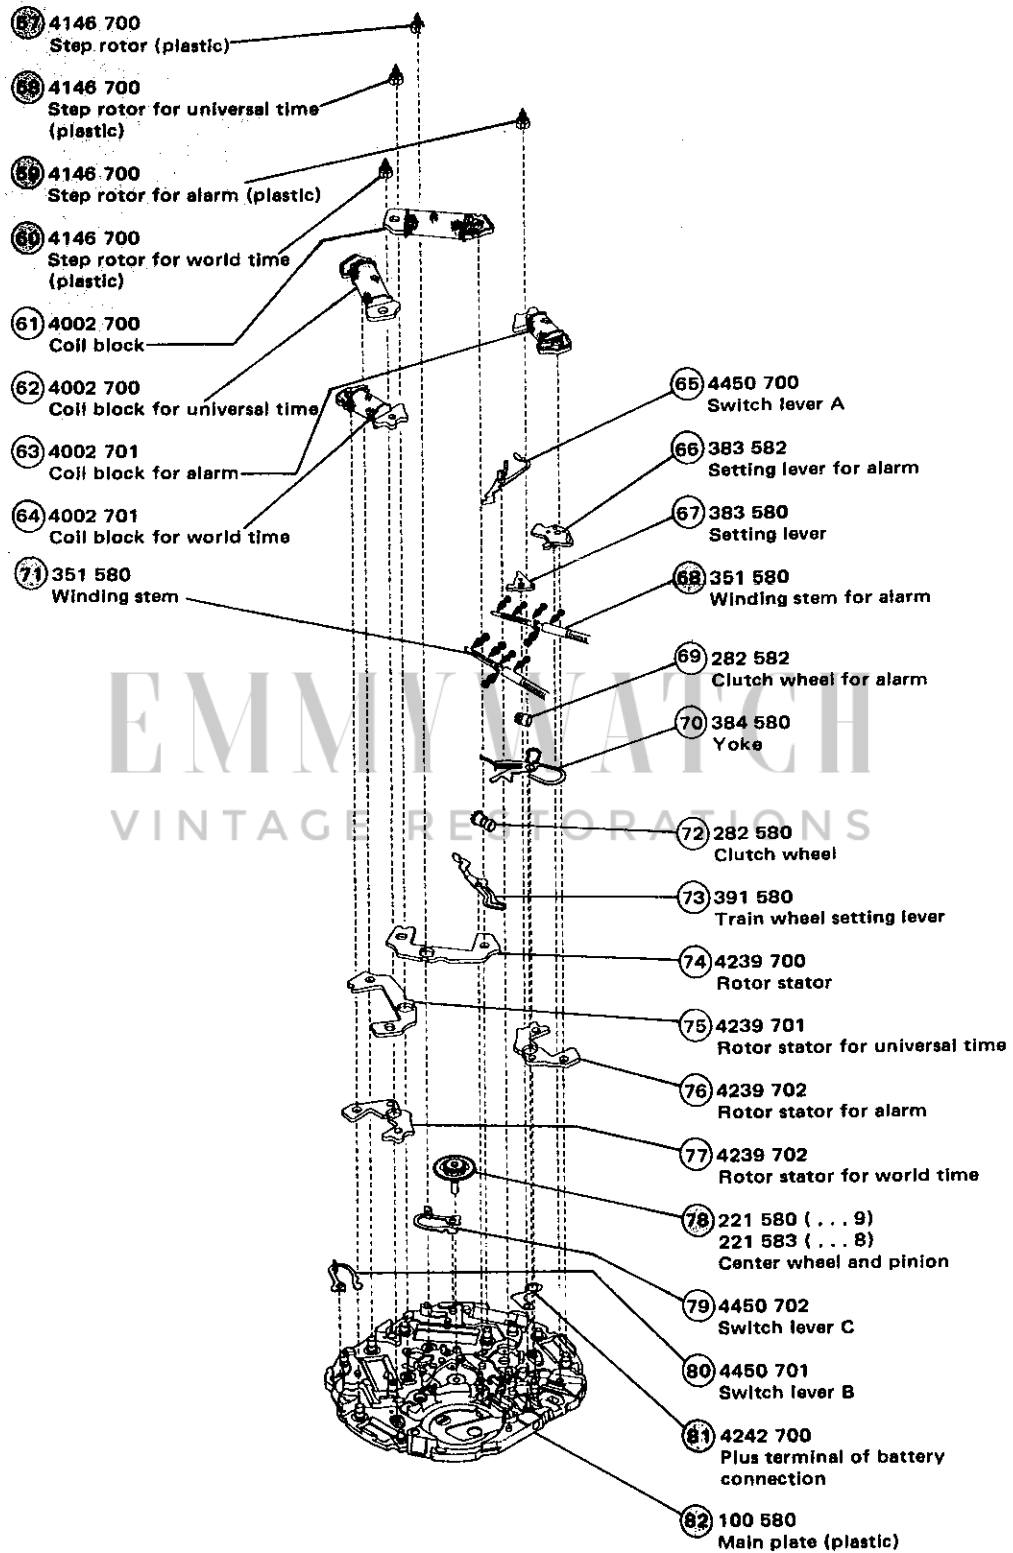 57 4146 700
Step rotor (plastic)
58 4146 700
Step rotor for universal time
(plastic)
59 4146 700
Step rotor for alarm (plastic)
60 4146 700
Step rotor for world time
(plastic)
61 4002 700
Coil block
62 4002 700
Coil block for universal time
63 4002 701
Coil block for alarm
64 4002 701
Coil block for world time
71 351 580
Winding stem
65 4450 700
Switch lever A
66 383 582
Setting lever for alarm
67 383 580
Setting lever
68 351 580
Winding stem for alarm
69 282 582
Clutch wheel for alarm
70 384 580
Yoke
EMMYWATCH
VINTAGE RESTORATIONS
72 282 580
Clutch wheel
73 391 580
Train wheel setting lever
74 4239 700
Rotor stator
75 4239 701
Rotor stator for universal time
76 4239 702
Rotor stator for alarm
77 4239 702
Rotor stator for world time
78 221 580 (...9)
221 583 (...8)
Center wheel and pinion
79 4450 702
Switch lever C
80 4450 701
Switch lever B
81 4242 700
Plus terminal of battery
connection
82 100 580
Main plate (plastic)